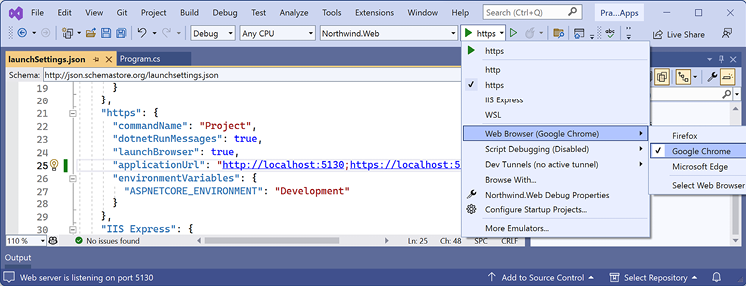 File Edit View Git Project Build Debug Test Analyze Tools Extensions Window Help Search (Ctrl+Q) Pra...Apps
Debug Any CPU Northwind.Web https Live Share
launchSettings.json Program.cs
Schema: http://json.schemastore.org/launchsettings.json
19 }
20 },
21 "https": {
22 "commandName": "Project",
23 "dotnetRunMessages": true,
24 "launchBrowser": true,
25 "applicationUrl": "http://localhost:5130;https://localhost:5
26 "environmentVariables": {
27 "ASPNETCORE_ENVIRONMENT": "Development"
28 }
29 },
30 "IIS Express": {
110 % No issues found Ln: 25 Ch: 48 SPC CRLF
https
http
https
IIS Express
WSL
Web Browser (Google Chrome)
Script Debugging (Disabled)
Dev Tunnels (no active tunnel)
Browse With...
Northwind.Web Debug Properties
Configure Startup Projects...
More Emulators...
Firefox
Google Chrome
Microsoft Edge
Select Web Browser
Output
Web server is listening on port 5130 Add to Source Control Select Repository